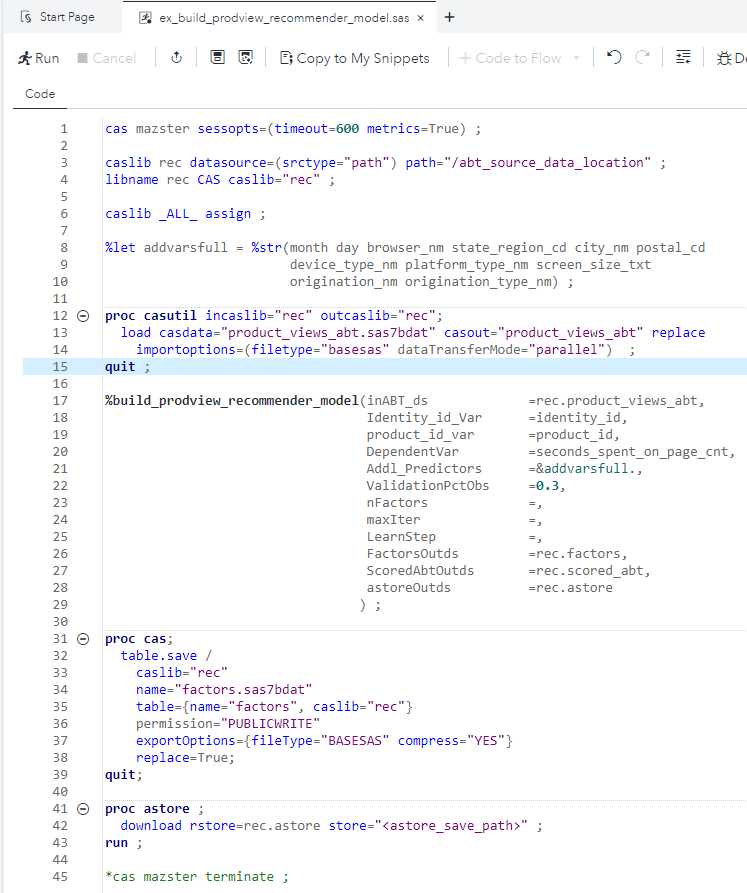 Start Page
ex_build_prodview_recommender_model.sas × +
Run Cancel Copy to My Snippets + Code to Flow De
Code
1 cas mazster sessopts=(timeout=600 metrics=True) ;
2
3 caslib rec datasource=(srctype="path") path="/abt_source_data_location" ;
4 libname rec CAS caslib="rec" ;
5
6 caslib _ALL_ assign ;
7
8 %let addvarsfull = %str(month day browser_nm state_region_cd city_nm postal_cd
9 device_type_nm platform_type_nm screen_size_txt
10 origination_nm origination_type_nm) ;
11
12 proc casutil incaslib="rec" outcaslib="rec";
13 load casdata="product_views_abt.sas7bdat" casout="product_views_abt" replace
14 importoptions=(filetype="basesas" dataTransferMode="parallel")  ;
15 quit ;
16
17 %build_prodview_recommender_model(inABT_ds =rec.product_views_abt,
18 Identity_id_Var =identity_id,
19 product_id_var =product_id,
20 DependentVar =seconds_spent_on_page_cnt,
21 Addl_Predictors =&addvarsfull.,
22 ValidationPctObs =0.3,
23 nFactors =,
24 maxIter =,
25 LearnStep =,
26 FactorsOutds =rec.factors,
27 ScoredAbtOutds =rec.scored_abt,
28 astoreOutds =rec.astore
29 ) ;
30
31 proc cas;
32 table.save /
33 caslib="rec"
34 name="factors.sas7bdat"
35 table={name="factors", caslib="rec"}
36 permission="PUBLICWRITE"
37 exportOptions={fileType="BASESAS" compress="YES"}
38 replace=True;
39 quit;
40
41 proc astore ;
42 download rstore=rec.astore store="<astore_save_path>" ;
43 run ;
44
45 *cas mazster terminate ;